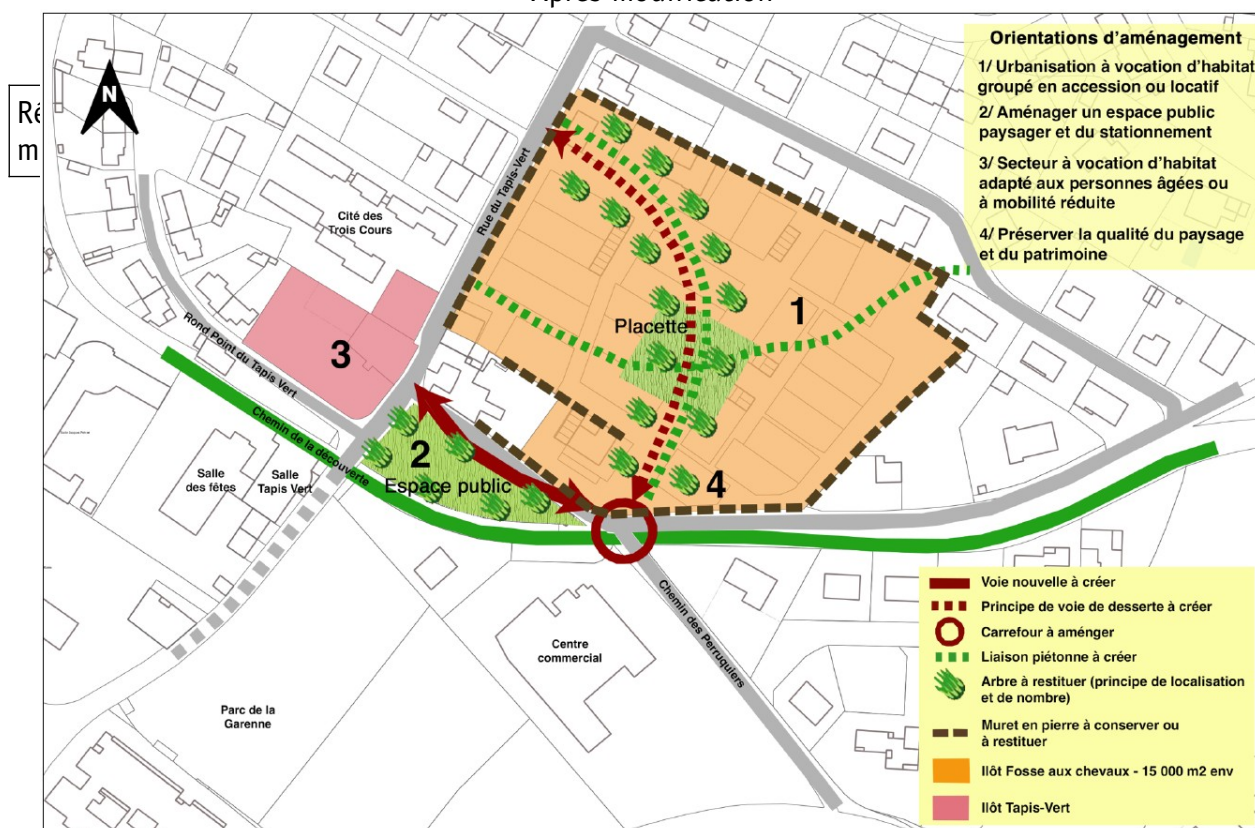 Après Modification
Orientations d'aménagement
1/ Urbanisation à vocation d'habitat
groupé en accession ou locatif
2/ Aménager un espace public
paysager et du stationnement
3/ Secteur à vocation d'habitat
adapté aux personnes âgées ou
à mobilité réduite
4/ Préserver la qualité du paysage
et du patrimoine
N
Ré
m
Cité des
Trois Cours
Rue du Tapis-Vert
1
Placette
3
Rond Point du Tapis Vert
Chemin de la découverte
2
Espace public
4
Salle
des fêtes
Salle
Tapis Vert
Centre
commercial
Chemin des Perruquiers
Parc de la
Garenne
Voie nouvelle à créer
Principe de voie de desserte à créer
Carrefour à aménger
Liaison piétonne à créer
Arbre à restituer (principe de localisation
et de nombre)
Muret en pierre à conserver ou
à restituer
Ilôt Fosse aux chevaux - 15 000 m2 env
Ilôt Tapis-Vert